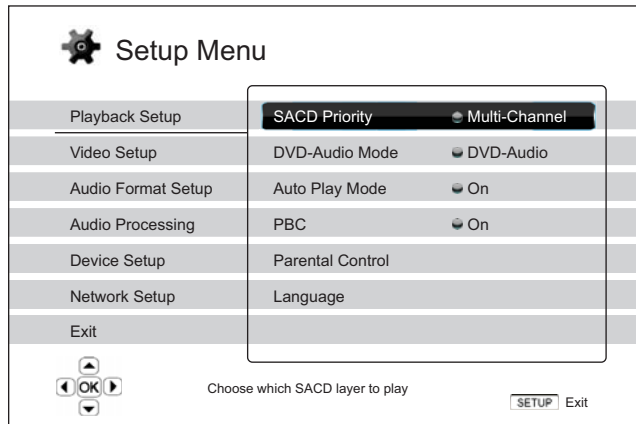 Setup Menu
Playback Setup SACD Priority Multi-Channel
Video Setup DVD-Audio Mode DVD-Audio
Audio Format Setup Auto Play Mode On
Audio Processing PBC On
Device Setup Parental Control
Network Setup Language
Exit
OK Choose which SACD layer to play
SETUP Exit